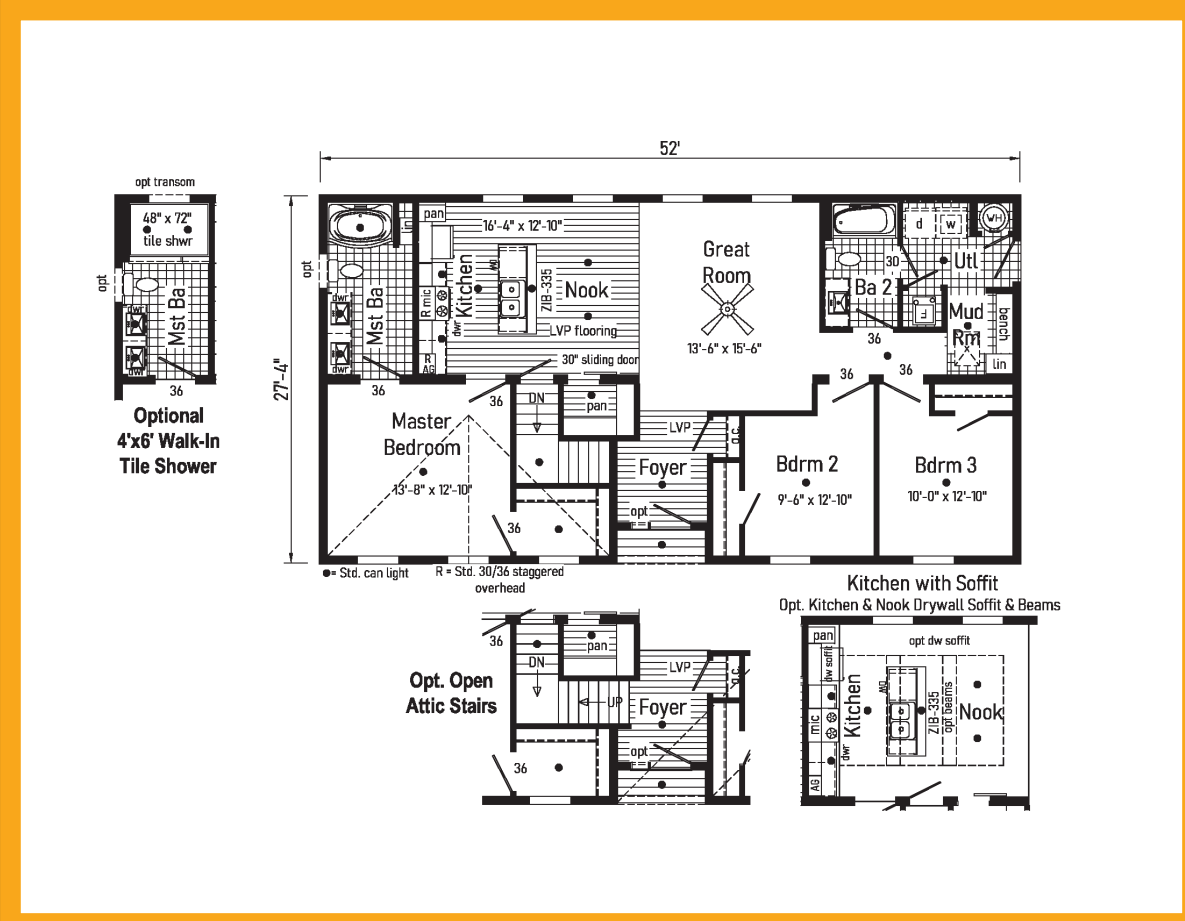 52'
27'-4"
opt transom
48" x 72"
tile shwr
opt
Mst Ba
dwr
dwr
36
Optional
4'x6' Walk-In
Tile Shower
opt
lin
dwr
dwr
Mst Ba
36
pan
16'-4" x 12'-10"
Kitchen
R mic
dwr
R
AG
DW
ZIB-335
Nook
LVP flooring
30" sliding door
Great
Room
13'-6" x 15'-6"
Ba 2
30
d
w
WH
Utl
Mud
Rm
bench
lin
36
36
36
36
Master
Bedroom
13'-8" x 12'-10"
DN
pan
36
LVP
g.c.
Foyer
opt
Bdrm 2
9'-6" x 12'-10"
Bdrm 3
10'-0" x 12'-10"
= Std. can light
R = Std. 30/36 staggered
overhead
Opt. Open
Attic Stairs
36
DN
pan
UP
LVP
g.c.
Foyer
opt
36
Kitchen with Soffit
Opt. Kitchen & Nook Drywall Soffit & Beams
pan
opt dw soffit
dw soffit
Kitchen
mic
dwr
AG
DW
ZIB-335
opt beams
Nook